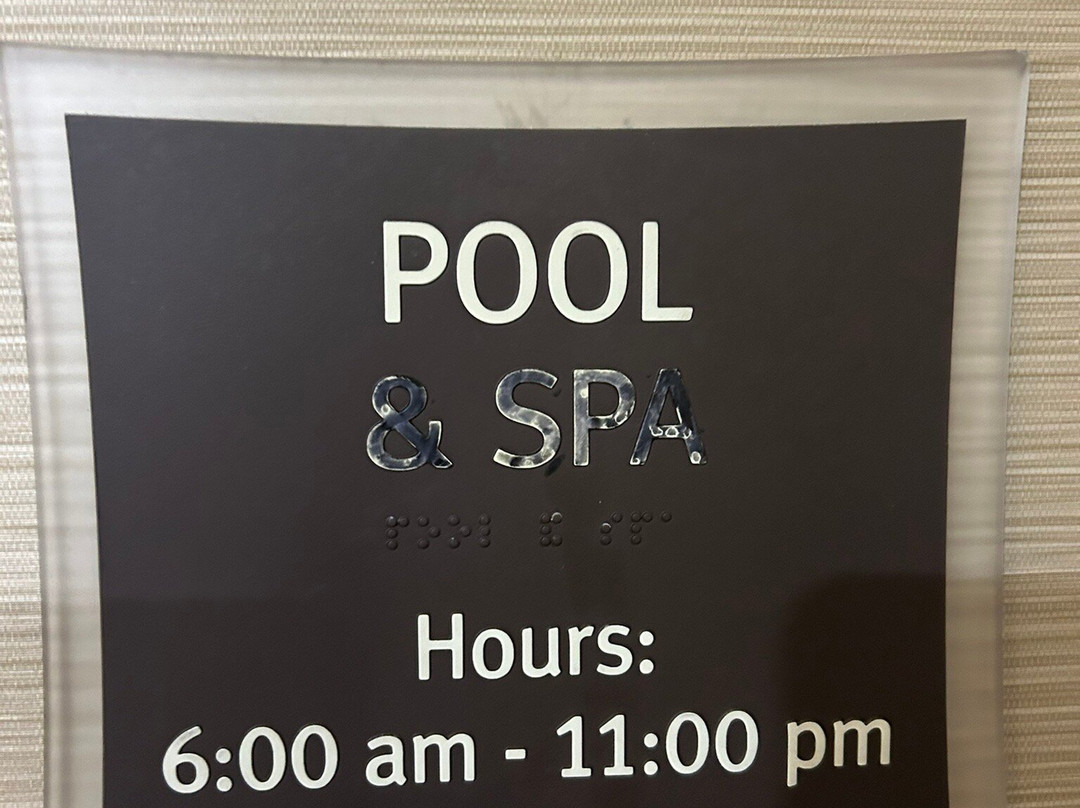 POOL
& SPA
⠏⠕⠕⠇ ⠯ ⠎⠏⠁
Hours:
6:00 am - 11:00 pm